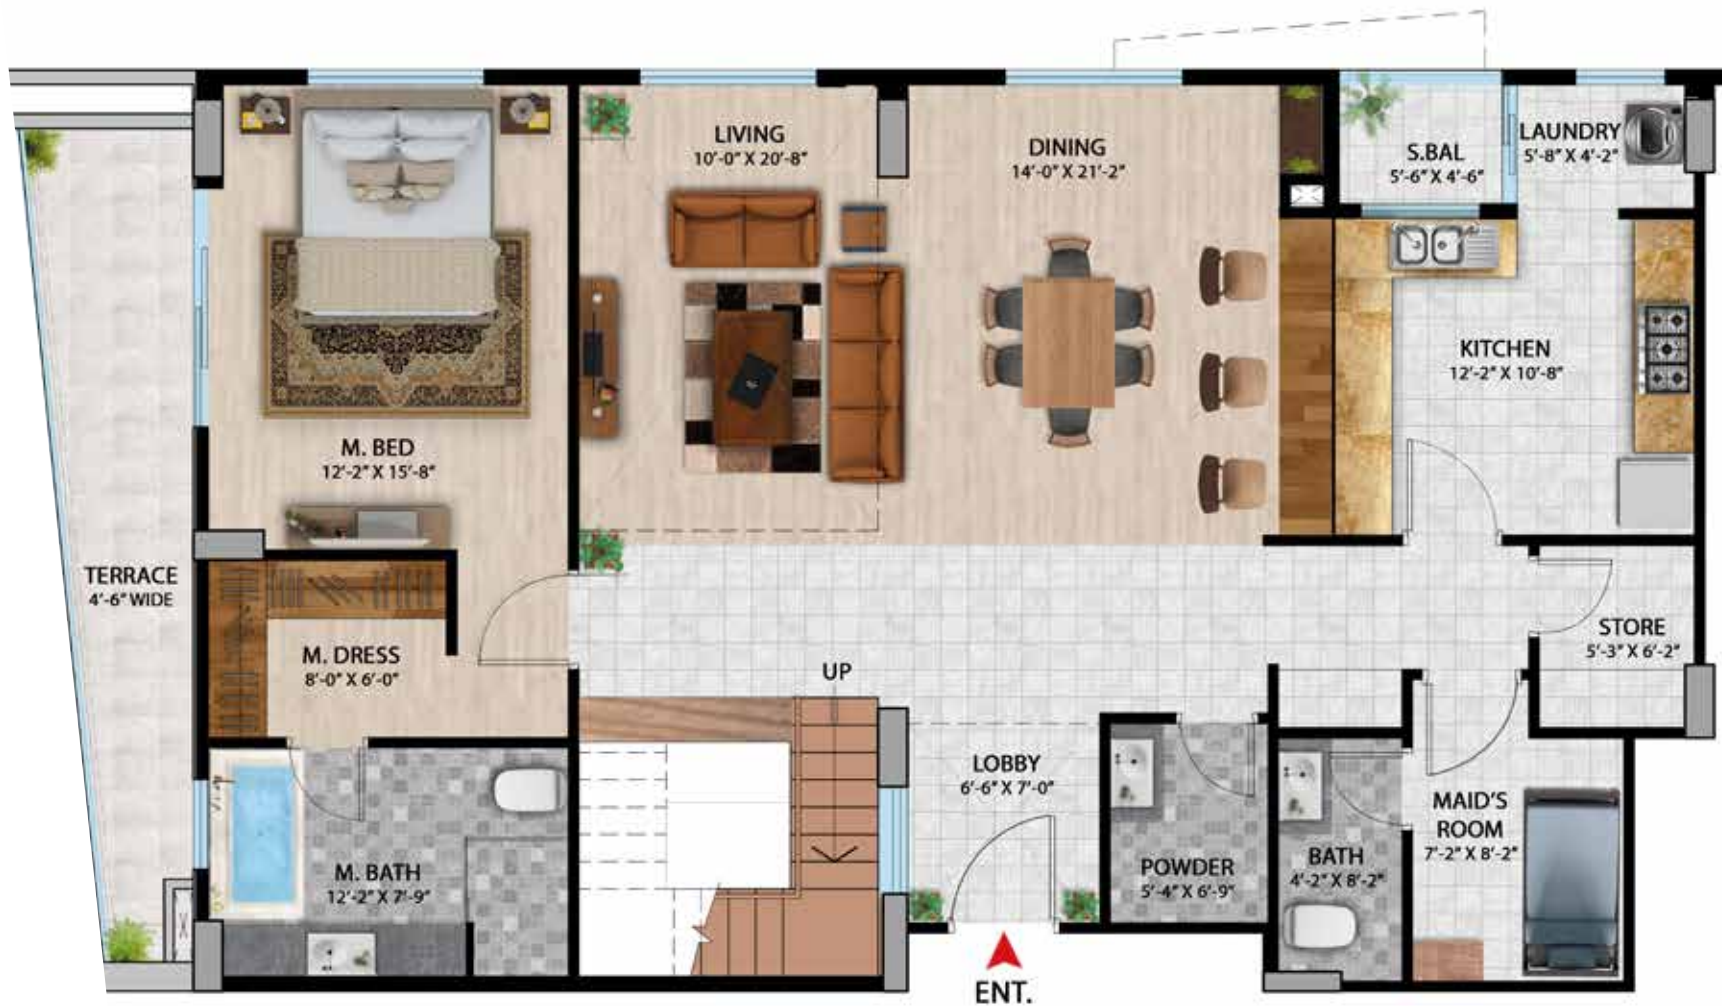 LIVING
10'-0" X 20'-8"
DINING
14'-0" X 21'-2"
S.BAL
5'-6" X 4'-6"
LAUNDRY
5'-8" X 4'-2"
KITCHEN
12'-2" X 10'-8"
M. BED
12'-2" X 15'-8"
TERRACE
4'-6" WIDE
M. DRESS
8'-0" X 6'-0"
UP
STORE
5'-3" X 6'-2"
LOBBY
6'-6" X 7'-0"
MAID'S
ROOM
7'-2" X 8'-2"
M. BATH
12'-2" X 7'-9"
POWDER
5'-4" X 6'-9"
BATH
4'-2" X 8'-2"
ENT.